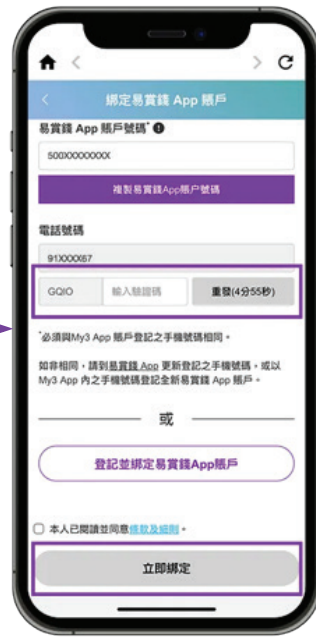 綁定易賞錢 App 賬戶
易賞錢 App 賬戶號碼*
500XXXXXXXX
複製易賞錢App帳户號碼
電話號碼
91XXXX67
GQIO 輸入驗證碼 重發(4分55秒)
*必須與My3 App 賬戶登記之手機號碼相同。
如非相同，請到易賞錢 App 更新登記之手機號碼，或以
My3 App 內之手機號碼登記全新易賞錢 App 賬戶。
或
登記並綁定易賞錢App賬戶
本人已閱讀並同意條款及細則。
立即綁定